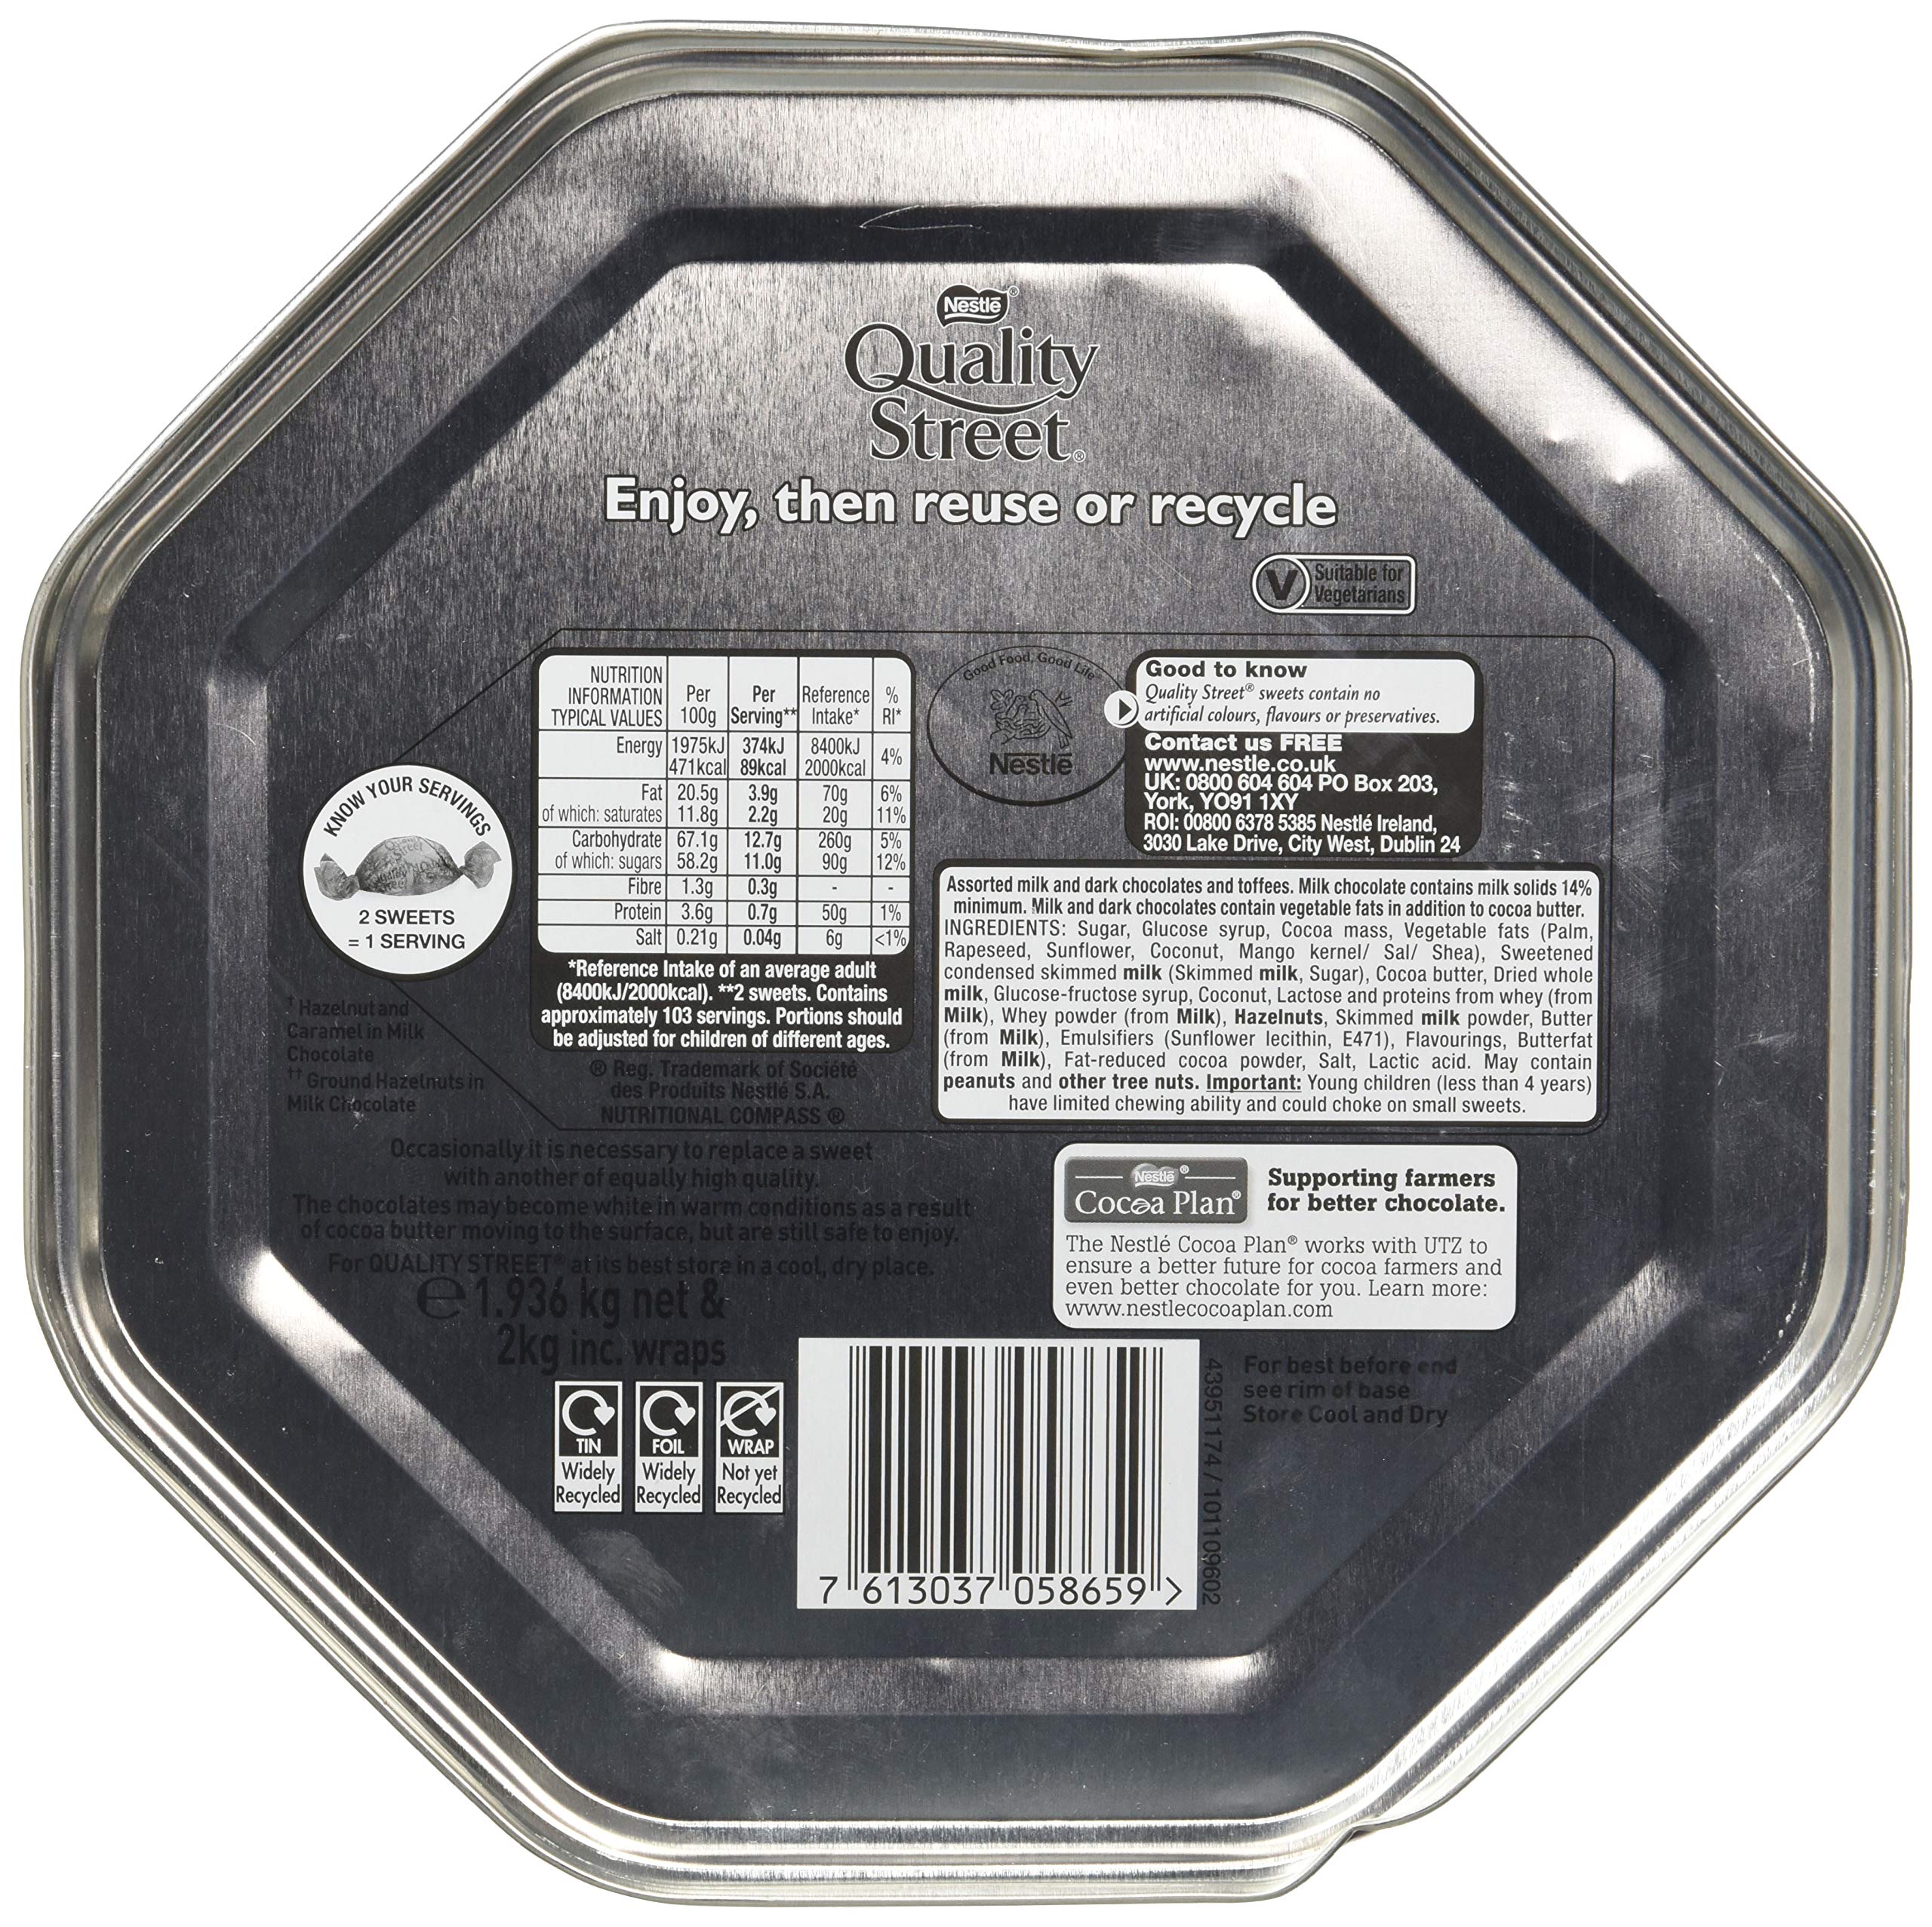 Nestlé®
Quality
Street®
Enjoy, then reuse or recycle
V Suitable for
Vegetarians
NUTRITION INFORMATION TYPICAL VALUES | Per 100g | Per Serving** | Reference Intake* | % RI*
Energy 1975kJ 374kJ 8400kJ 4%
471kcal 89kcal 2000kcal
Fat 20.5g 3.9g 70g 6%
of which: saturates 11.8g 2.2g 20g 11%
Carbohydrate 67.1g 12.7g 260g 5%
of which: sugars 58.2g 11.0g 90g 12%
Fibre 1.3g 0.3g - -
Protein 3.6g 0.7g 50g 1%
Salt 0.21g 0.04g 6g <1%
*Reference Intake of an average adult
(8400kJ/2000kcal). **2 sweets. Contains
approximately 103 servings. Portions should
be adjusted for children of different ages.
® Reg. Trademark of Société
des Produits Nestlé S.A.
NUTRITIONAL COMPASS ®
KNOW YOUR SERVINGS
Quality Street
2 SWEETS
= 1 SERVING
Good Food, Good Life
Nestlé
Good to know
Quality Street® sweets contain no
artificial colours, flavours or preservatives.
Contact us FREE
www.nestle.co.uk
UK: 0800 604 604 PO Box 203,
York, YO91 1XY
ROI: 00800 6378 5385 Nestlé Ireland,
3030 Lake Drive, City West, Dublin 24
Assorted milk and dark chocolates and toffees. Milk chocolate contains milk solids 14%
minimum. Milk and dark chocolates contain vegetable fats in addition to cocoa butter.
INGREDIENTS: Sugar, Glucose syrup, Cocoa mass, Vegetable fats (Palm,
Rapeseed, Sunflower, Coconut, Mango kernel/ Sal/ Shea), Sweetened
condensed skimmed milk (Skimmed milk, Sugar), Cocoa butter, Dried whole
milk, Glucose-fructose syrup, Coconut, Lactose and proteins from whey (from
Milk), Whey powder (from Milk), Hazelnuts, Skimmed milk powder, Butter
(from Milk), Emulsifiers (Sunflower lecithin, E471), Flavourings, Butterfat
(from Milk), Fat-reduced cocoa powder, Salt, Lactic acid. May contain
peanuts and other tree nuts. Important: Young children (less than 4 years)
have limited chewing ability and could choke on small sweets.
† Hazelnut and
Caramel in Milk
Chocolate
†† Ground Hazelnuts in
Milk Chocolate
Occasionally it is necessary to replace a sweet
with another of equally high quality.
The chocolates may become white in warm conditions as a result
of cocoa butter moving to the surface, but are still safe to enjoy.
For QUALITY STREET® at its best store in a cool, dry place.
℮ 1.936 kg net &
2kg inc. wraps
Nestlé®
Cocoa Plan®
Supporting farmers
for better chocolate.
The Nestlé Cocoa Plan® works with UTZ to
ensure a better future for cocoa farmers and
even better chocolate for you. Learn more:
www.nestlecocoaplan.com
TIN
Widely
Recycled
FOIL
Widely
Recycled
WRAP
Not yet
Recycled
7 613037 058659 >
43951174 / 101109602
For best before end
see rim of base
Store Cool and Dry